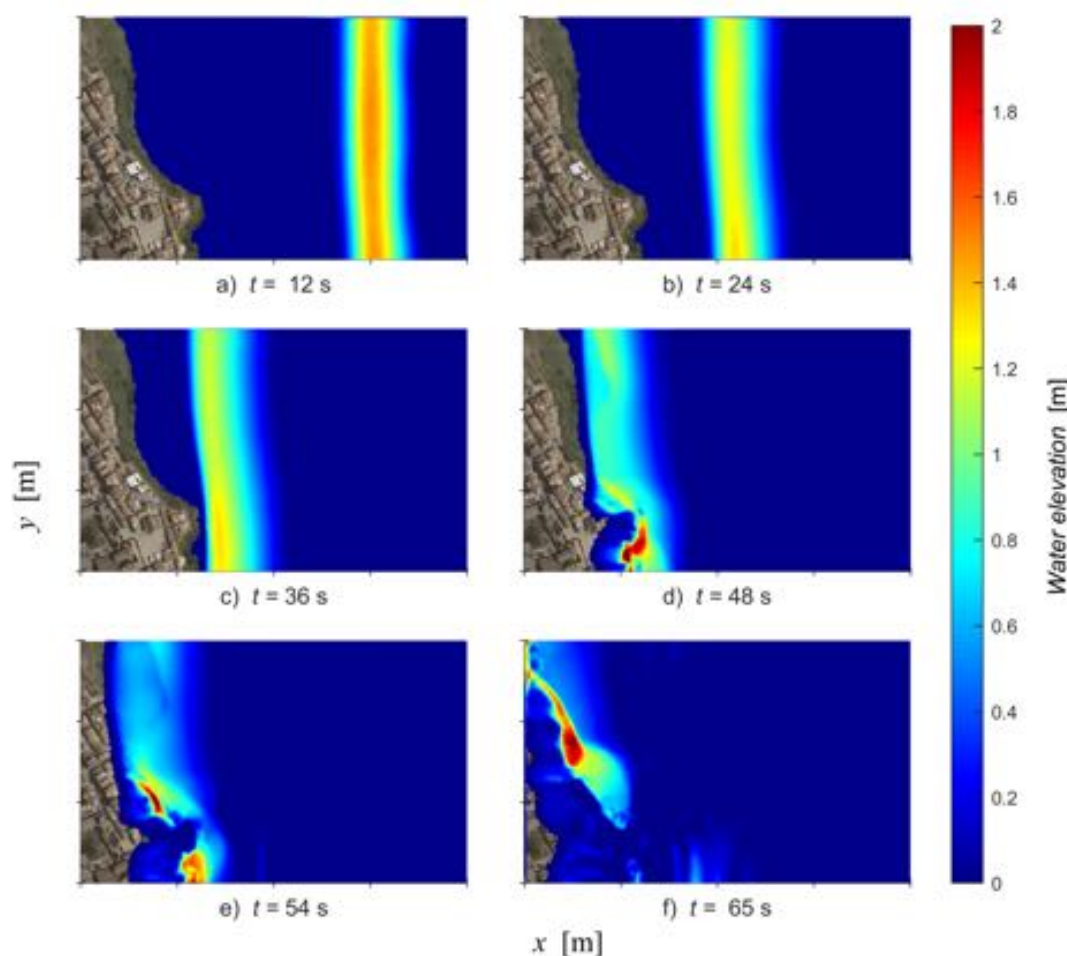 a) t = 12 s
b) t = 24 s
c) t = 36 s
d) t = 48 s
e) t = 54 s
f) t = 65 s
y [m]
x [m]
2
1.8
1.6
1.4
1.2
1
0.8
0.6
0.4
0.2
0
Water elevation [m]